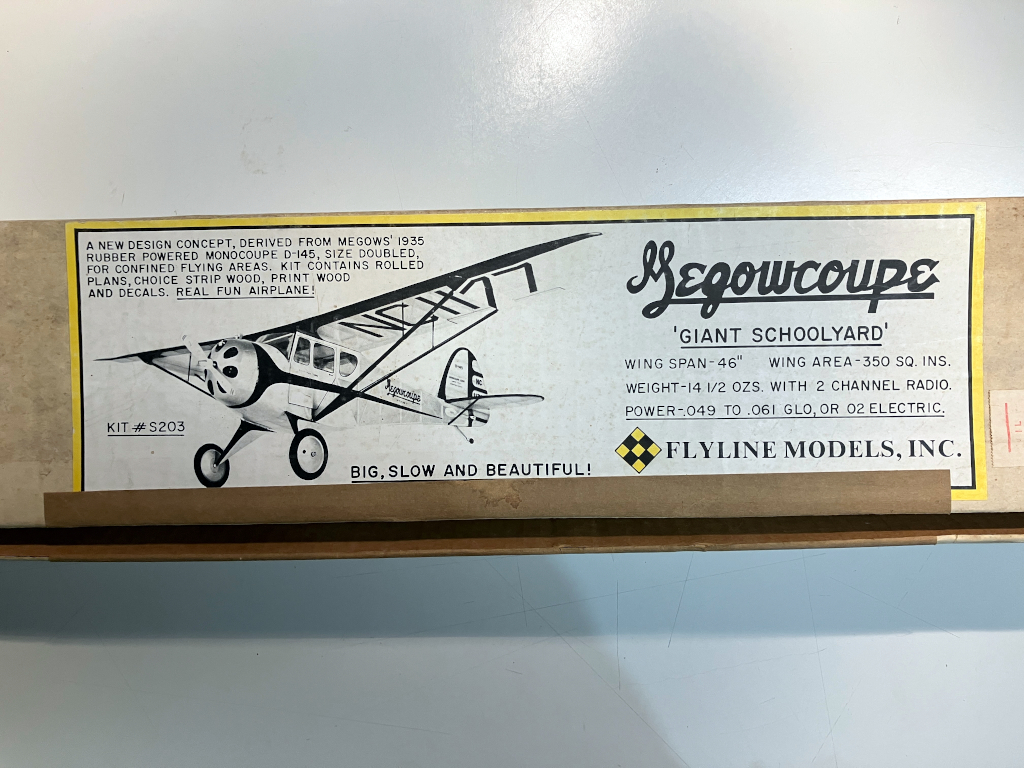 A NEW DESIGN CONCEPT, DERIVED FROM MEGOWS' 1935
RUBBER POWERED MONOCOUPE D-145, SIZE DOUBLED,
FOR CONFINED FLYING AREAS. KIT CONTAINS ROLLED
PLANS, CHOICE STRIP WOOD, PRINT WOOD
AND DECALS. REAL FUN AIRPLANE!
Megowcoupe
'GIANT SCHOOLYARD'
WING SPAN-46" WING AREA-350 SQ. INS.
WEIGHT-14 1/2 OZS. WITH 2 CHANNEL RADIO.
POWER-.049 TO .061 GLO, OR 02 ELECTRIC.
FLYLINE MODELS, INC.
Megowcoupe
NC
KIT # S203
BIG, SLOW AND BEAUTIFUL!